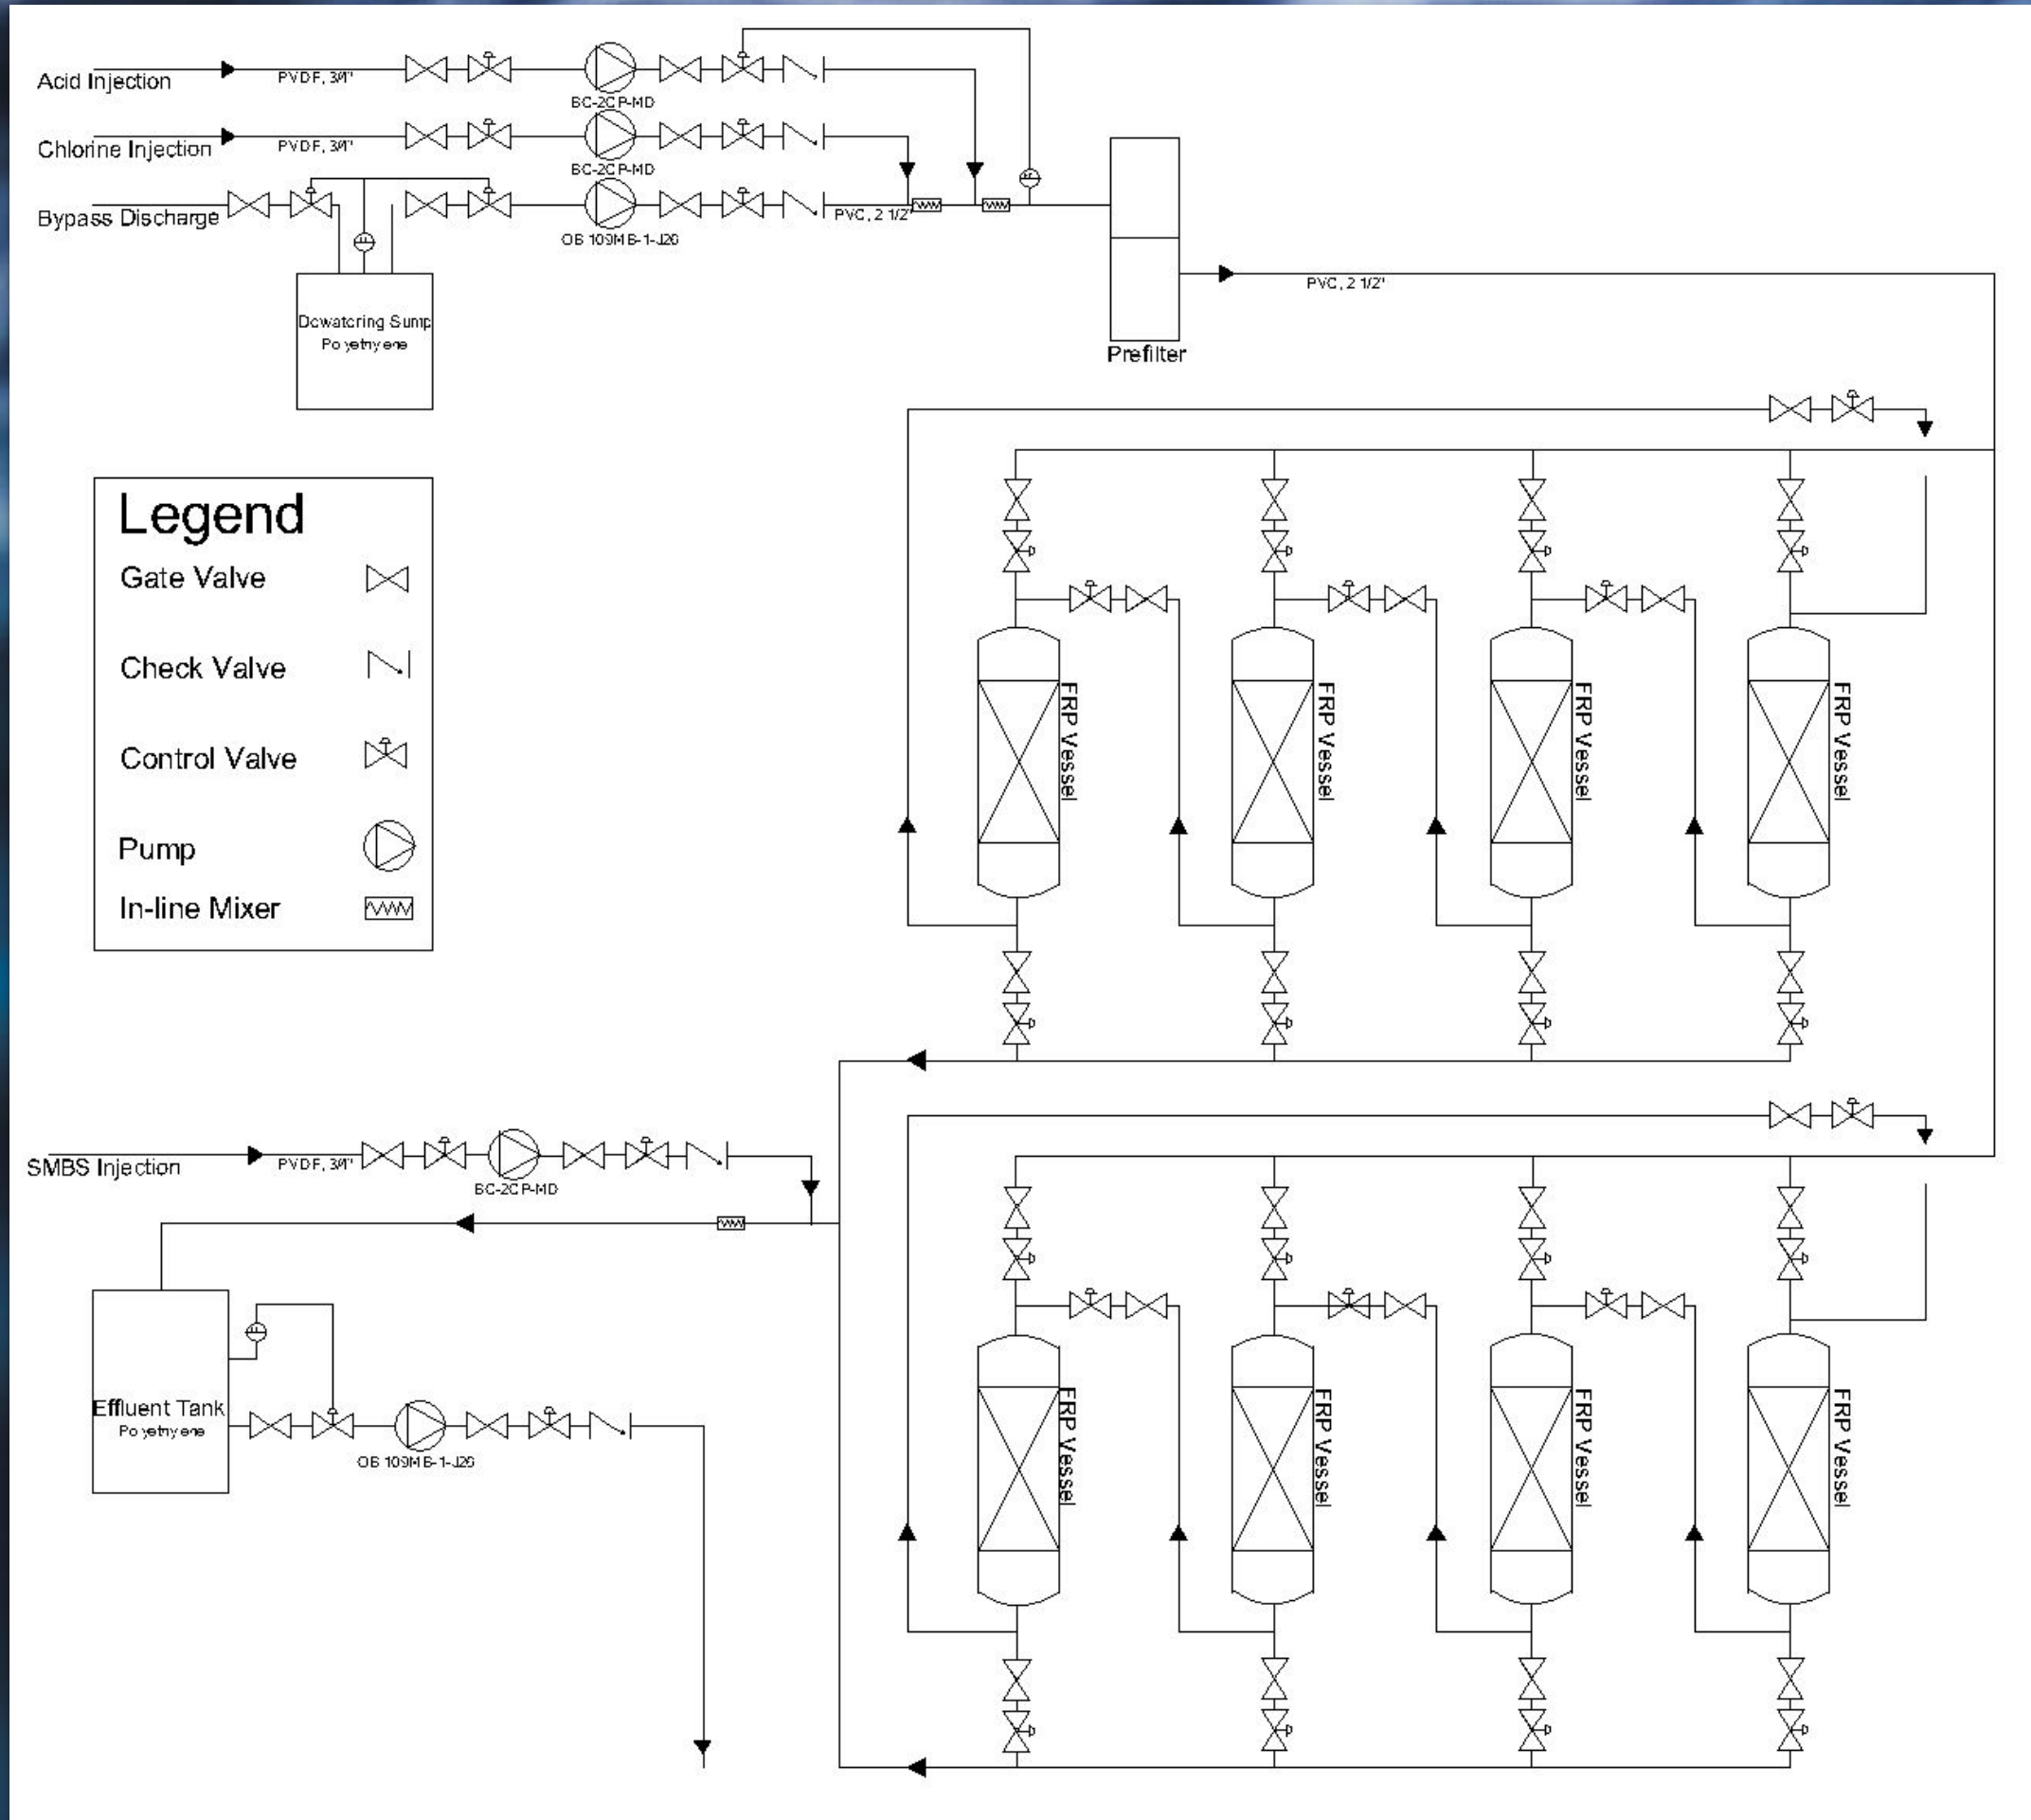 Acid Injection
PVDF, 3/4"
BC-2CP-MD
Chlorine Injection
PVDF, 3/4"
BC-2CP-MD
Bypass Discharge
PVC, 2 1/2"
OB 109MB-1-J26
Dewatering Sump
Polyethylene
PVC, 2 1/2"
Prefilter
Legend
Gate Valve
Check Valve
Control Valve
Pump
In-line Mixer
FRP Vessel
FRP Vessel
FRP Vessel
FRP Vessel
SMBS Injection
PVDF, 3/4"
BC-2CP-MD
Effluent Tank
Polyethylene
OB 109MB-1-J26
FRP Vessel
FRP Vessel
FRP Vessel
FRP Vessel